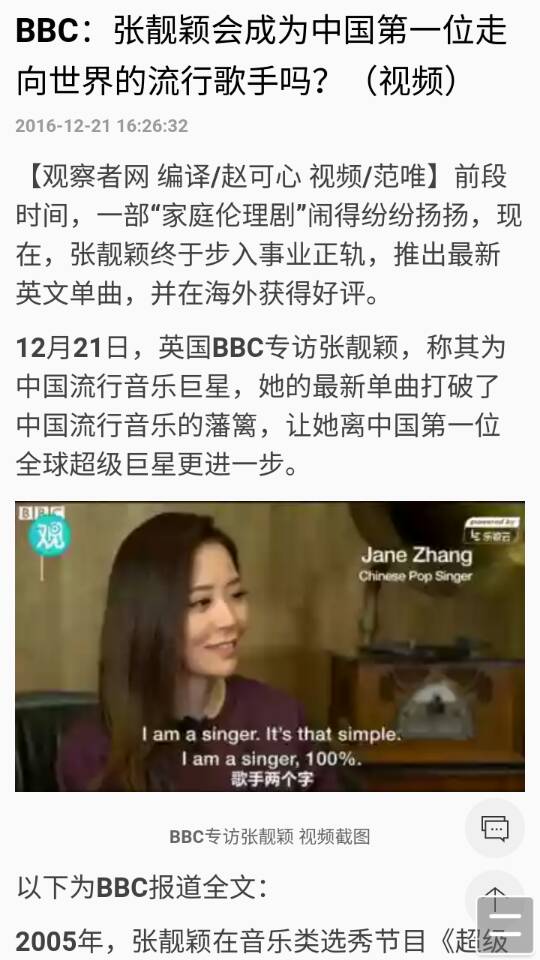 BBC：张靓颖会成为中国第一位走
向世界的流行歌手吗？（视频）
2016-12-21 16:26:32
【观察者网 编译/赵可心 视频/范唯】前段
时间，一部“家庭伦理剧”闹得纷纷扬扬，现
在，张靓颖终于步入事业正轨，推出最新
英文单曲，并在海外获得好评。
12月21日，英国BBC专访张靓颖，称其为
中国流行音乐巨星，她的最新单曲打破了
中国流行音乐的藩篱，让她离中国第一位
全球超级巨星更进一步。
BBC
观
powered by
乐视云
Jane Zhang
Chinese Pop Singer
I am a singer. It's that simple.
I am a singer, 100%.
歌手两个字
BBC专访张靓颖 视频截图
以下为BBC报道全文：
2005年，张靓颖在音乐类选秀节目《超级